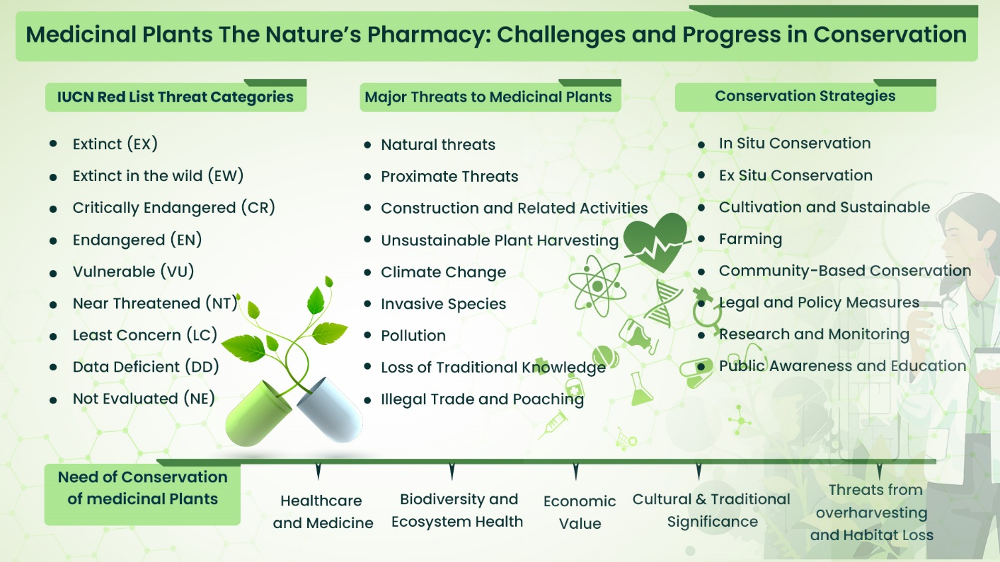 Medicinal Plants The Nature's Pharmacy: Challenges and Progress in Conservation
IUCN Red List Threat Categories
Extinct (EX)
Extinct in the wild (EW)
Critically Endangered (CR)
Endangered (EN)
Vulnerable (VU)
Near Threatened (NT)
Least Concern (LC)
Data Deficient (DD)
Not Evaluated (NE)
Major Threats to Medicinal Plants
Natural threats
Proximate Threats
Construction and Related Activities
Unsustainable Plant Harvesting
Climate Change
Invasive Species
Pollution
Loss of Traditional Knowledge
Illegal Trade and Poaching
Conservation Strategies
In Situ Conservation
Ex Situ Conservation
Cultivation and Sustainable
Farming
Community-Based Conservation
Legal and Policy Measures
Research and Monitoring
Public Awareness and Education
Need of Conservation
of medicinal Plants
Healthcare
and Medicine
Biodiversity and
Ecosystem Health
Economic
Value
Cultural & Traditional
Significance
Threats from
overharvesting
and Habitat Loss